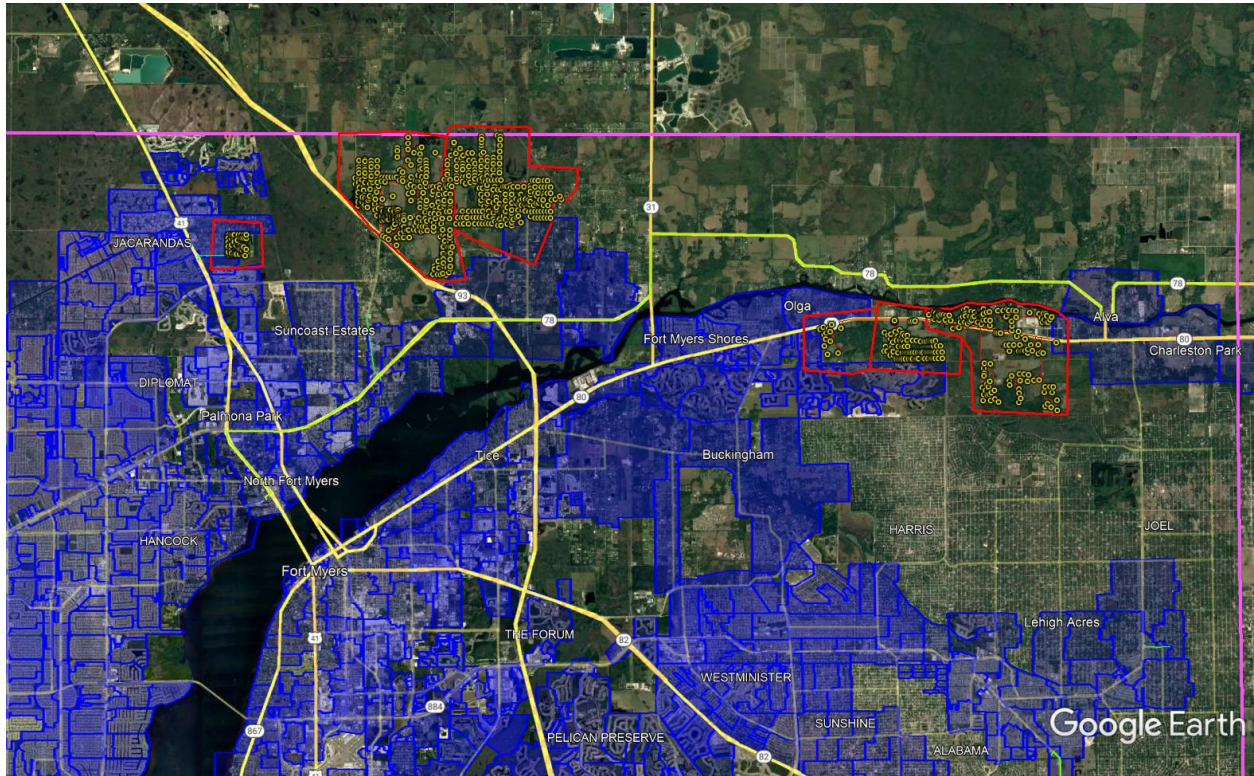 31
41
JACARANDAS
78
93
Olga
Alva
78
78
Suncoast Estates
Fort Myers Shores
80
Charleston Park
DIPLOMAT
80
Palmona Park
Tice
Buckingham
North Fort Myers
HARRIS
JOEL
HANCOCK
Fort Myers
Lehigh Acres
THE FORUM
41
82
WESTMINISTER
884
SUNSHINE
867
PELICAN PRESERVE
Google Earth
ALABAMA
82
41